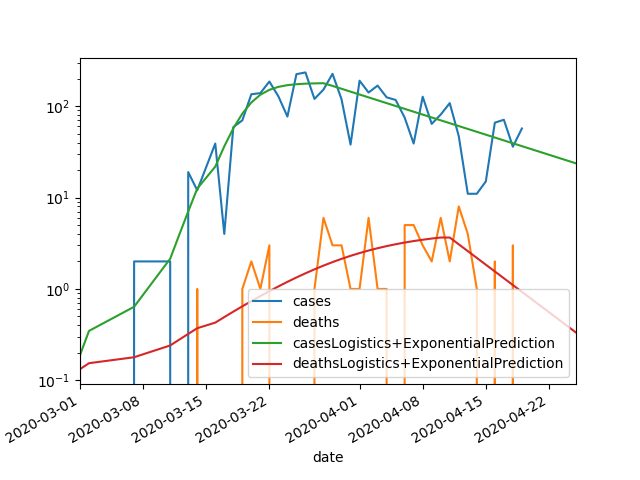 10²
10¹
10⁰
10⁻¹
cases
deaths
casesLogistics+ExponentialPrediction
deathsLogistics+ExponentialPrediction
2020-03-01
2020-03-08
2020-03-15
2020-03-22
2020-04-01
2020-04-08
2020-04-15
2020-04-22
date